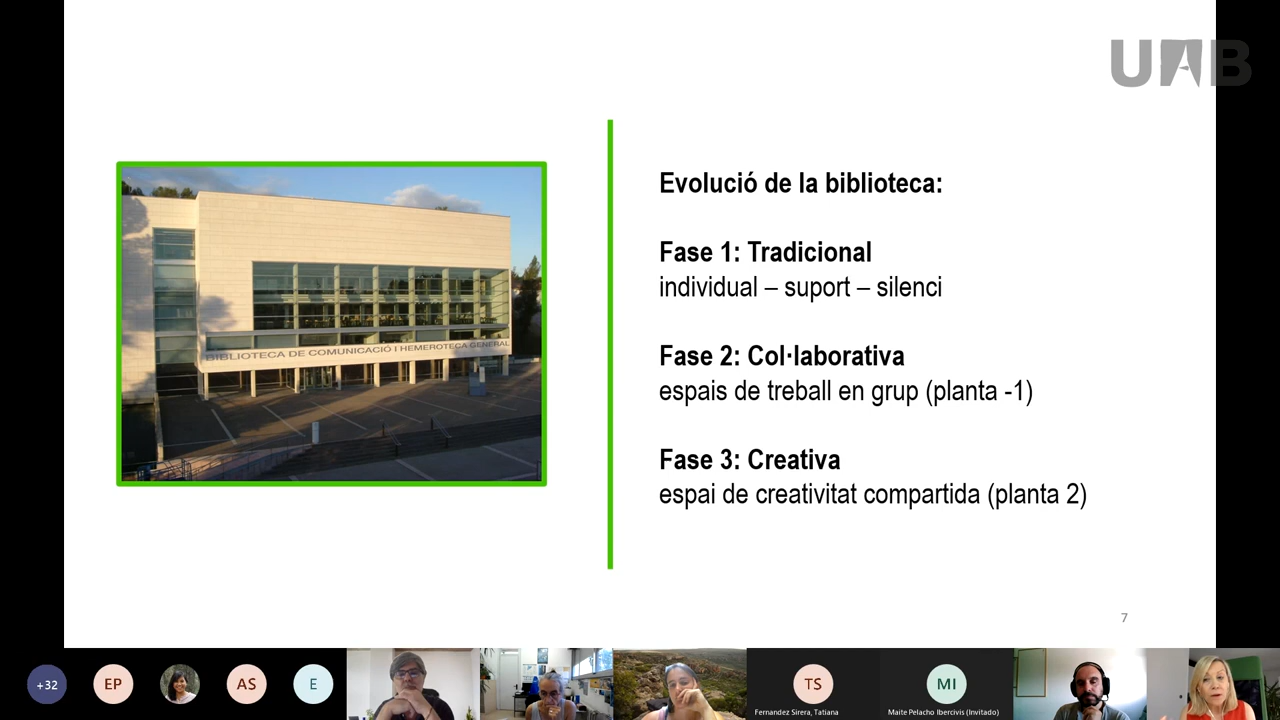 UAB
Evolució de la biblioteca:
Fase 1: Tradicional
individual – suport – silenci
Fase 2: Col·laborativa
espais de treball en grup (planta -1)
Fase 3: Creativa
espai de creativitat compartida (planta 2)
BIBLIOTECA DE COMUNICACIÓ I HEMEROTECA GENERAL
7
+32
EP
AS
E
TS
Fernandez Sirera, Tatiana
MI
Maite Pelacho Ibercivis (Invitado)